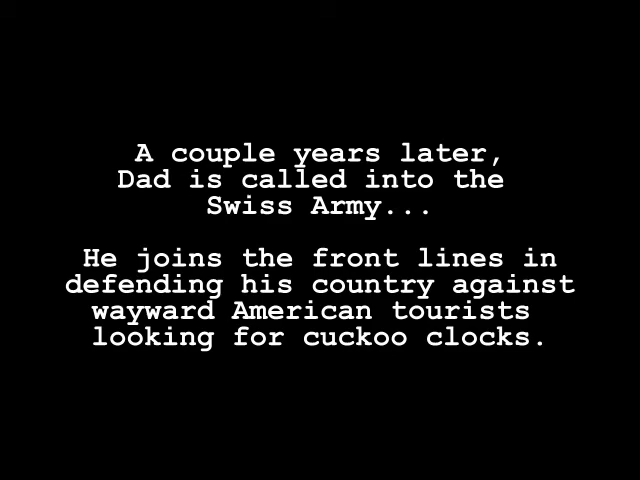 A couple years later,
Dad is called into the
Swiss Army...
He joins the front lines in
defending his country against
wayward American tourists
looking for cuckoo clocks.